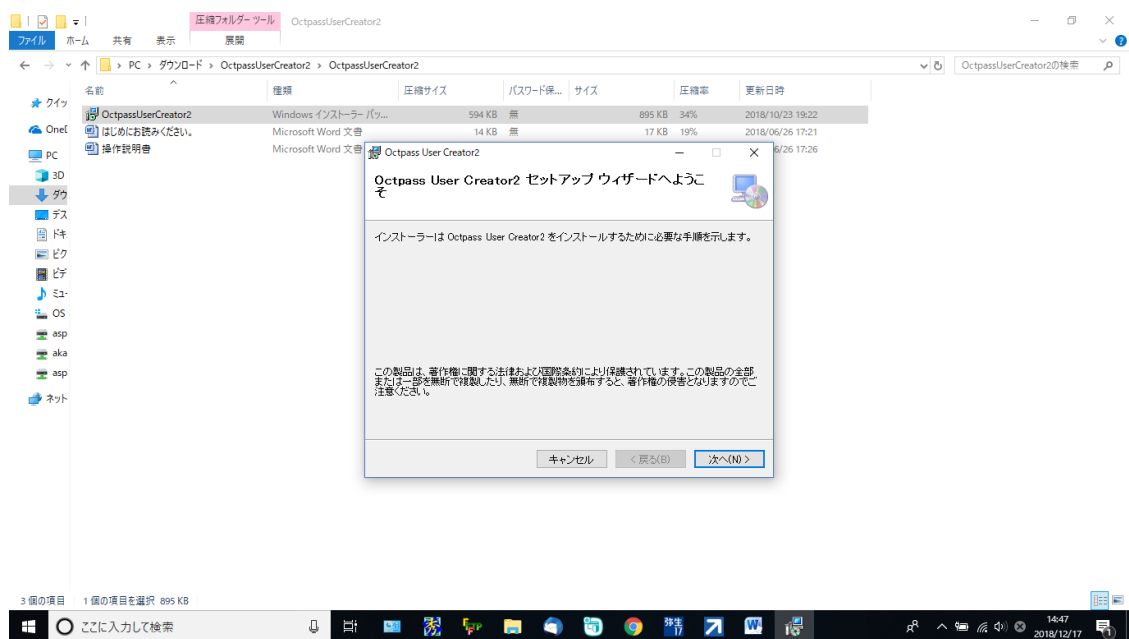 圧縮フォルダー ツール OctpassUserCreator2
ファイル ホーム 共有 表示 展開
PC › ダウンロード › OctpassUserCreator2 › OctpassUserCreator2
OctpassUserCreator2の検索
名前 種類 圧縮サイズ パスワード保... サイズ 圧縮率 更新日時
OctpassUserCreator2 Windows インストーラー パッ... 594 KB 無 895 KB 34% 2018/10/23 19:22
はじめにお読みください。 Microsoft Word 文書 14 KB 無 17 KB 19% 2018/06/26 17:21
操作説明書 Microsoft Word 文書 6/26 17:26
クイッ
OneD
PC
3D
ダウ
デス
ドキ
ピク
ビデ
ミュー
OS
asp
aka
asp
ネット
Octpass User Creator2
Octpass User Creator2 セットアップ ウィザードへようこ
そ
インストーラーは Octpass User Creator2 をインストールするために必要な手順を示します。
この製品は、著作権に関する法律および国際条約により保護されています。この製品の全部
または一部を無断で複製したり、無断で複製物を頒布すると、著作権の侵害となりますのでご
注意ください。
キャンセル < 戻る(B) 次へ(N) >
3 個の項目 1 個の項目を選択 895 KB
ここに入力して検索
FFTP
弥生
17
14:47
2018/12/17